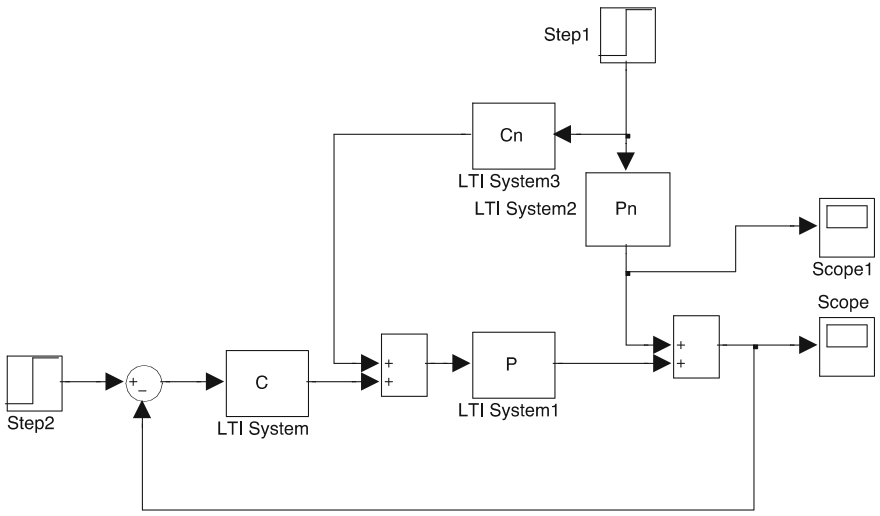 Step1
Cn
LTI System3
LTI System2
Pn
Scope1
Scope
+
+
+
+
+
−
C
P
LTI System
LTI System1
Step2